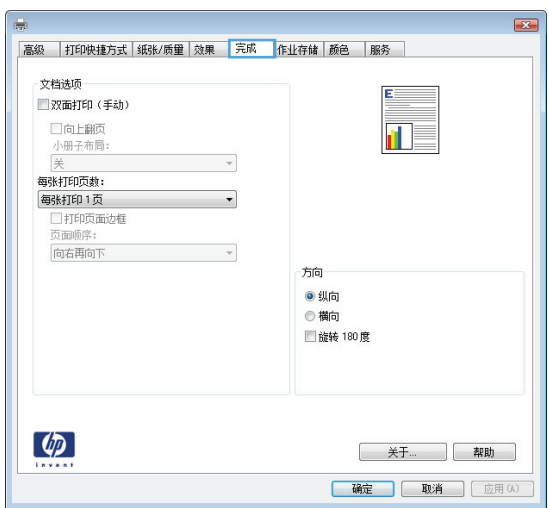 高级 打印快捷方式 纸张/质量 效果 完成 作业存储 颜色 服务
文档选项
双面打印（手动）
向上翻页
小册子布局：
关
每张打印页数：
每张打印 1 页
打印页面边框
页面顺序：
向右再向下
E
方向
纵向
横向
旋转 180 度
hp
invent
关于... 帮助
确定 取消 应用(A)